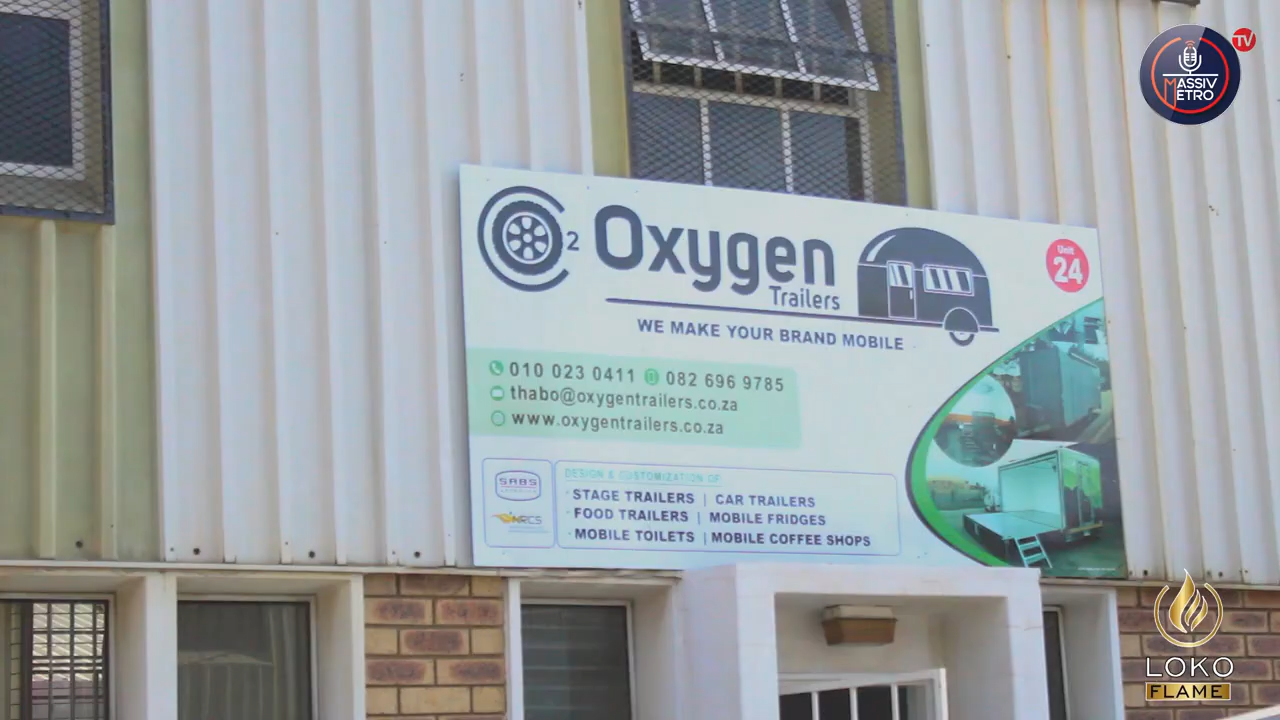 MASSIV
METRO
TV
2 Oxygen
Trailers
Unit
24
WE MAKE YOUR BRAND MOBILE
010 023 0411 082 696 9785
thabo@oxygentrailers.co.za
www.oxygentrailers.co.za
SABS
NRCS
DESIGN & CUSTOMIZATION OF
· STAGE TRAILERS | CAR TRAILERS
· FOOD TRAILERS | MOBILE FRIDGES
· MOBILE TOILETS | MOBILE COFFEE SHOPS
LOKO
FLAME